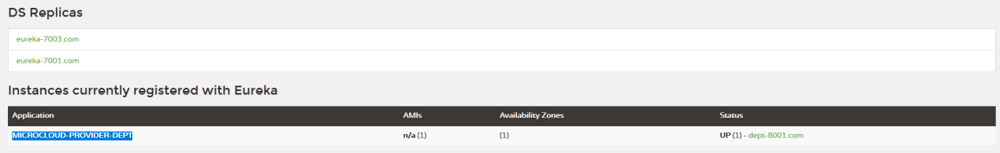 DS Replicas
eureka-7003.com
eureka-7001.com
Instances currently registered with Eureka
Application AMIs Availability Zones Status
MICROCLOUD-PROVIDER-DEPT n/a (1) (1) UP (1) - dept-8001.com